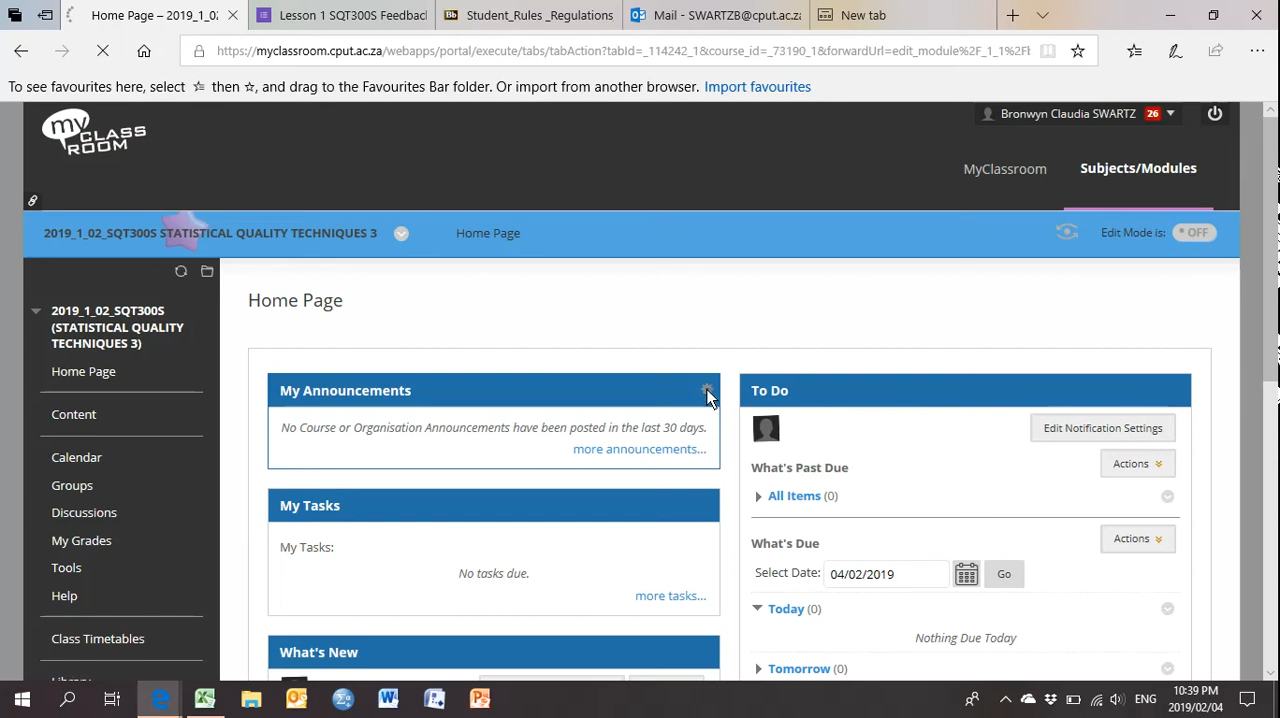 Home Page – 2019_1_02
Lesson 1 SQT300S Feedback
Bb Student_Rules _Regulations
Mail - SWARTZB@cput.ac.za
New tab
https://myclassroom.cput.ac.za/webapps/portal/execute/tabs/tabAction?tabId=_114242_1&course_id=_73190_1&forwardUrl=edit_module%2F_1_1%2Fb
To see favourites here, select ☆ then ☆, and drag to the Favourites Bar folder. Or import from another browser. Import favourites
my CLASS ROOM
Bronwyn Claudia SWARTZ 26
MyClassroom
Subjects/Modules
2019_1_02_SQT300S STATISTICAL QUALITY TECHNIQUES 3
Home Page
Edit Mode is: OFF
2019_1_02_SQT300S
(STATISTICAL QUALITY
TECHNIQUES 3)
Home Page
Content
Calendar
Groups
Discussions
My Grades
Tools
Help
Class Timetables
Home Page
My Announcements
No Course or Organisation Announcements have been posted in the last 30 days.
more announcements...
My Tasks
My Tasks:
No tasks due.
more tasks...
What's New
To Do
Edit Notification Settings
What's Past Due
Actions
All Items (0)
What's Due
Actions
Select Date: 04/02/2019 Go
Today (0)
Nothing Due Today
Tomorrow (0)
ENG
10:39 PM
2019/02/04